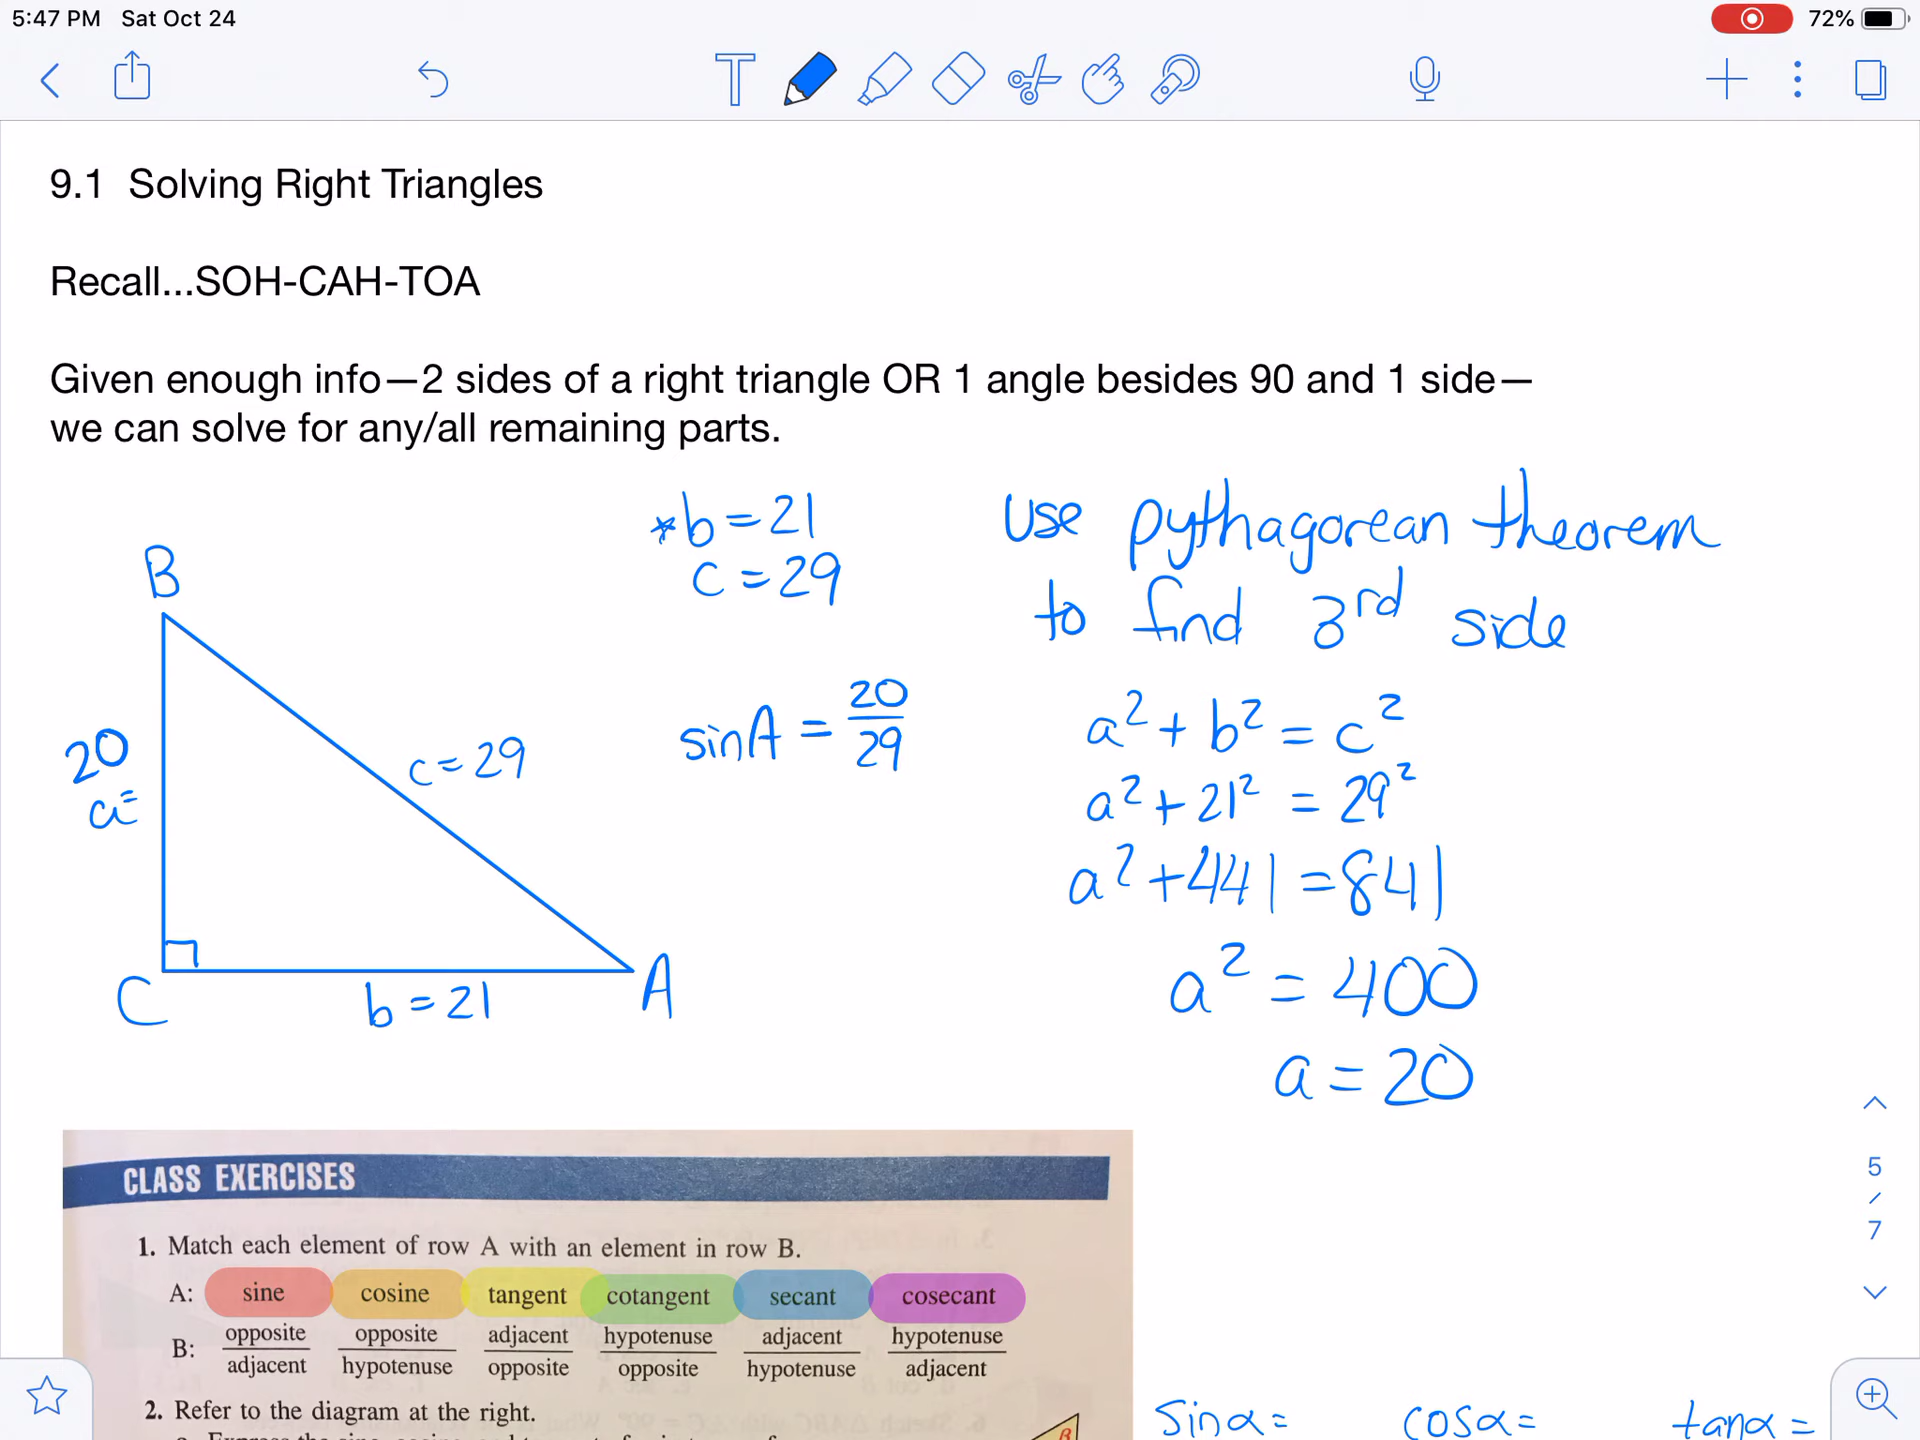 5:47 PM Sat Oct 24
72%
9.1 Solving Right Triangles
Recall...SOH-CAH-TOA
Given enough info—2 sides of a right triangle OR 1 angle besides 90 and 1 side—
we can solve for any/all remaining parts.
*b = 21
c = 29
B
20
a=
c = 29
C
b = 21
A
sinA = 20/29
Use pythagorean theorem
to find 3rd side
a² + b² = c²
a² + 21² = 29²
a² + 441 = 841
a² = 400
a = 20
5
/
7
CLASS EXERCISES
1. Match each element of row A with an element in row B.
A: sine cosine tangent cotangent secant cosecant
B: opposite/adjacent opposite/hypotenuse adjacent/opposite hypotenuse/opposite adjacent/hypotenuse hypotenuse/adjacent
2. Refer to the diagram at the right.
β
sinα= cosα= tanα=